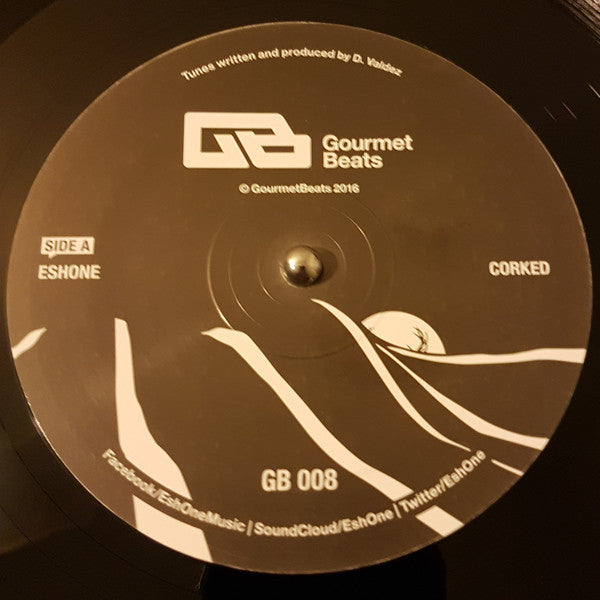 Tunes written and produced by D. Valdez
GB
Gourmet
Beats
© GourmetBeats 2016
SIDE A
ESHONE
CORKED
GB 008
Facebook/EshOneMusic | SoundCloud/EshOne | Twitter/EshOne